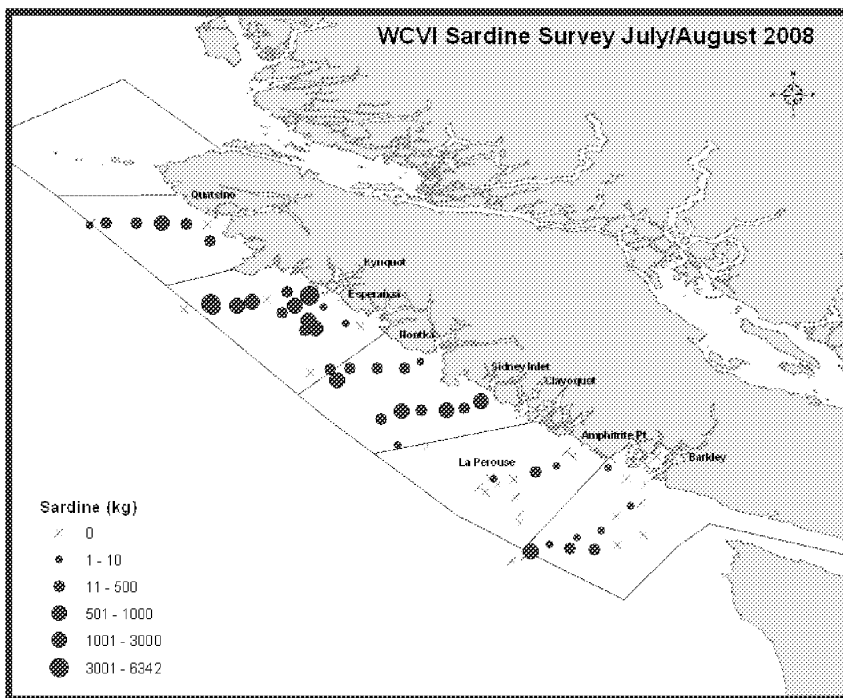 WCVI Sardine Survey July/August 2008
N
Quatsino
Kyuquot
Esperanza
Nootka
Sidney Inlet
Clayoquot
Amphitrite Pt.
La Perouse
Barkley
Sardine (kg)
0
1 - 10
11 - 500
501 - 1000
1001 - 3000
3001 - 6342